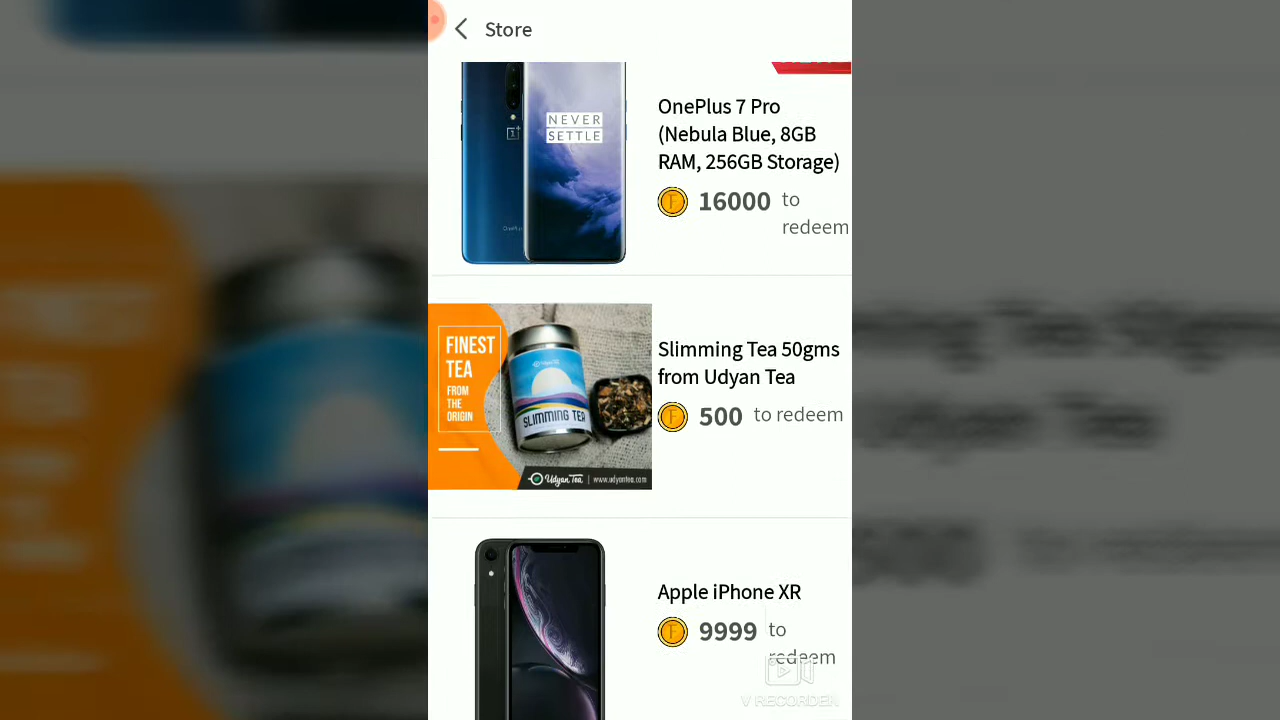 Store
OnePlus 7 Pro
(Nebula Blue, 8GB
RAM, 256GB Storage)
16000 to
redeem
NEVER
SETTLE
Slimming Tea 50gms
from Udyan Tea
500 to redeem
FINEST
TEA
FROM
THE
ORIGIN
Udyan Tea
SLIMMING TEA
Udyan Tea | www.udyantea.com
Apple iPhone XR
9999 to
redeem
V RECORDER